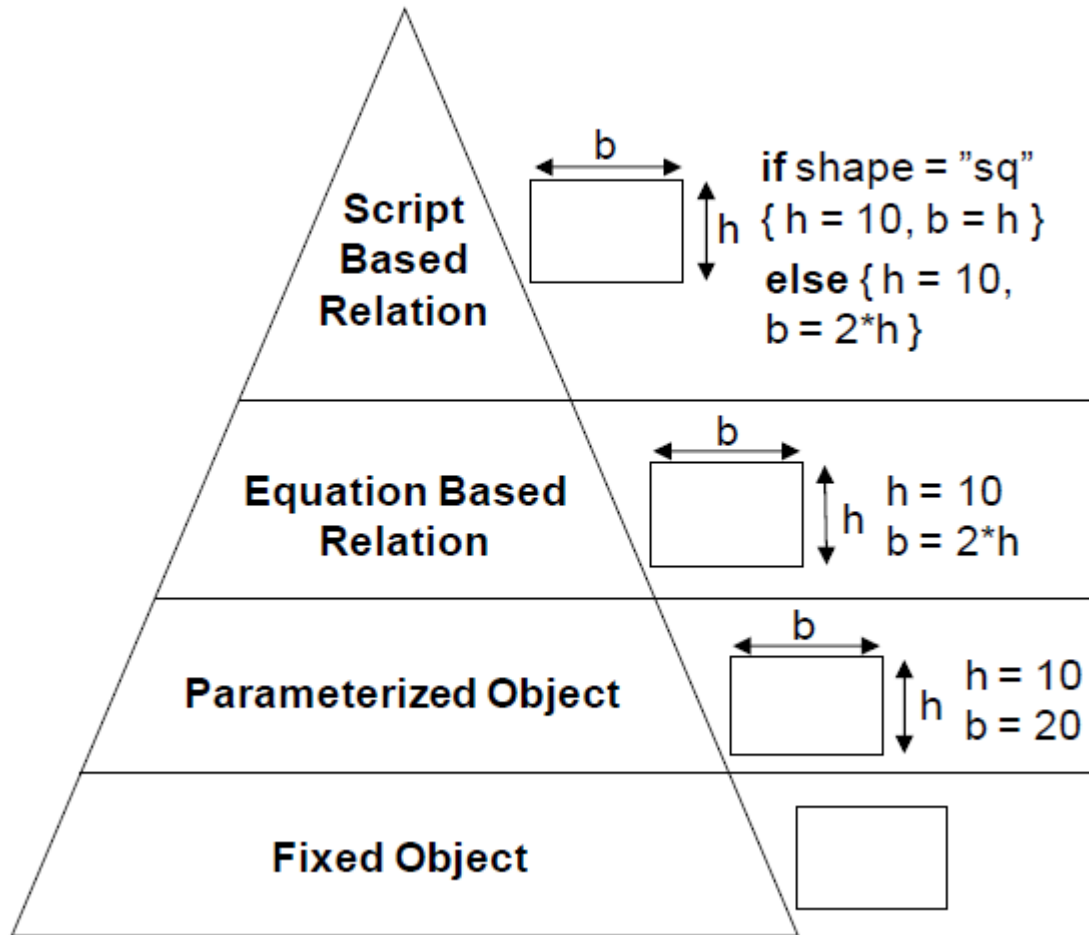 b
Script
Based
Relation
h
if shape = ”sq”
{ h = 10, b = h }
else { h = 10,
b = 2*h }
b
Equation Based
Relation
h
h = 10
b = 2*h
b
Parameterized Object
h
h = 10
b = 20
Fixed Object